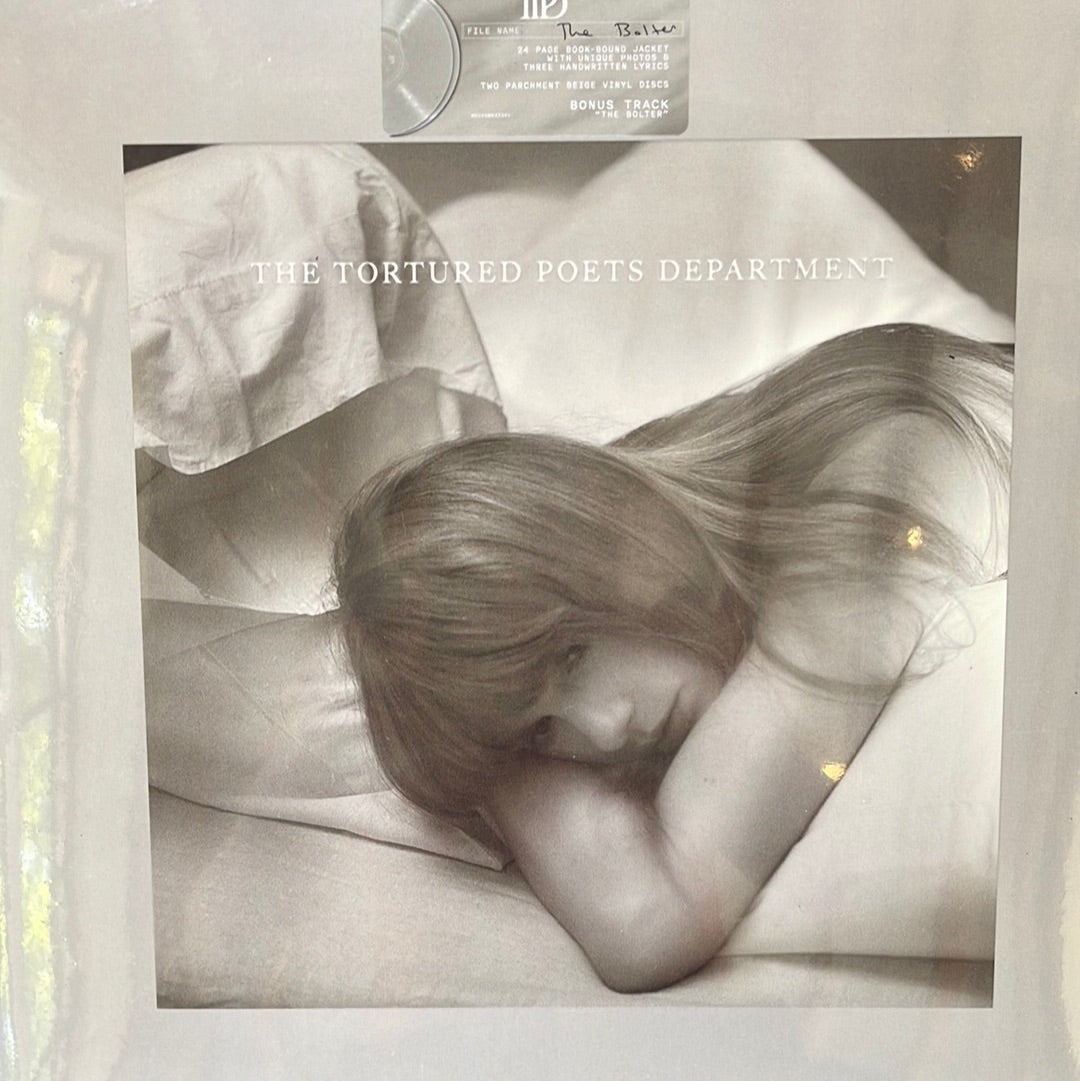 FILE NAME The Bolter
24 PAGE BOOK-BOUND JACKET
WITH UNIQUE PHOTOS &
THREE HANDWRITTEN LYRICS
TWO PARCHMENT BEIGE VINYL DISCS
BONUS TRACK
"THE BOLTER"
THE TORTURED POETS DEPARTMENT